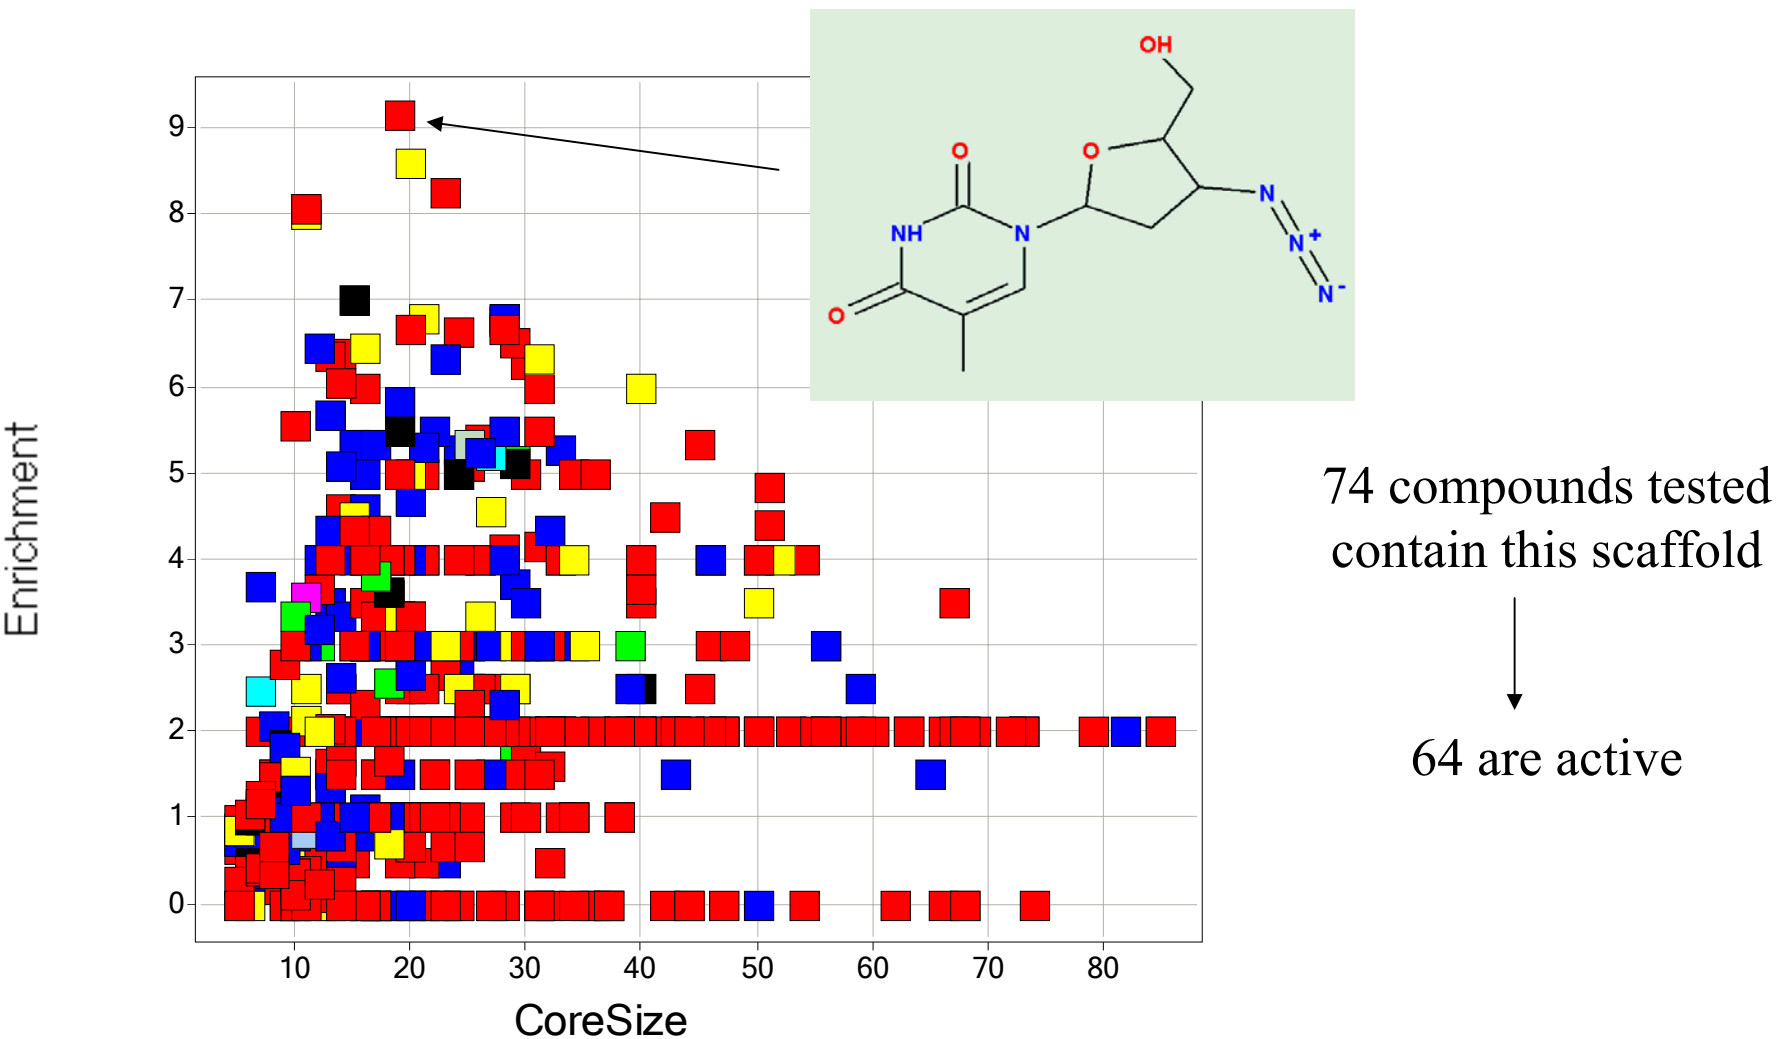 OH
O
O
N
NH
N
N+
N-
O
9
8
7
6
5
4
3
2
1
0
Enrichment
10 20 30 40 50 60 70 80
CoreSize
74 compounds tested
contain this scaffold
64 are active